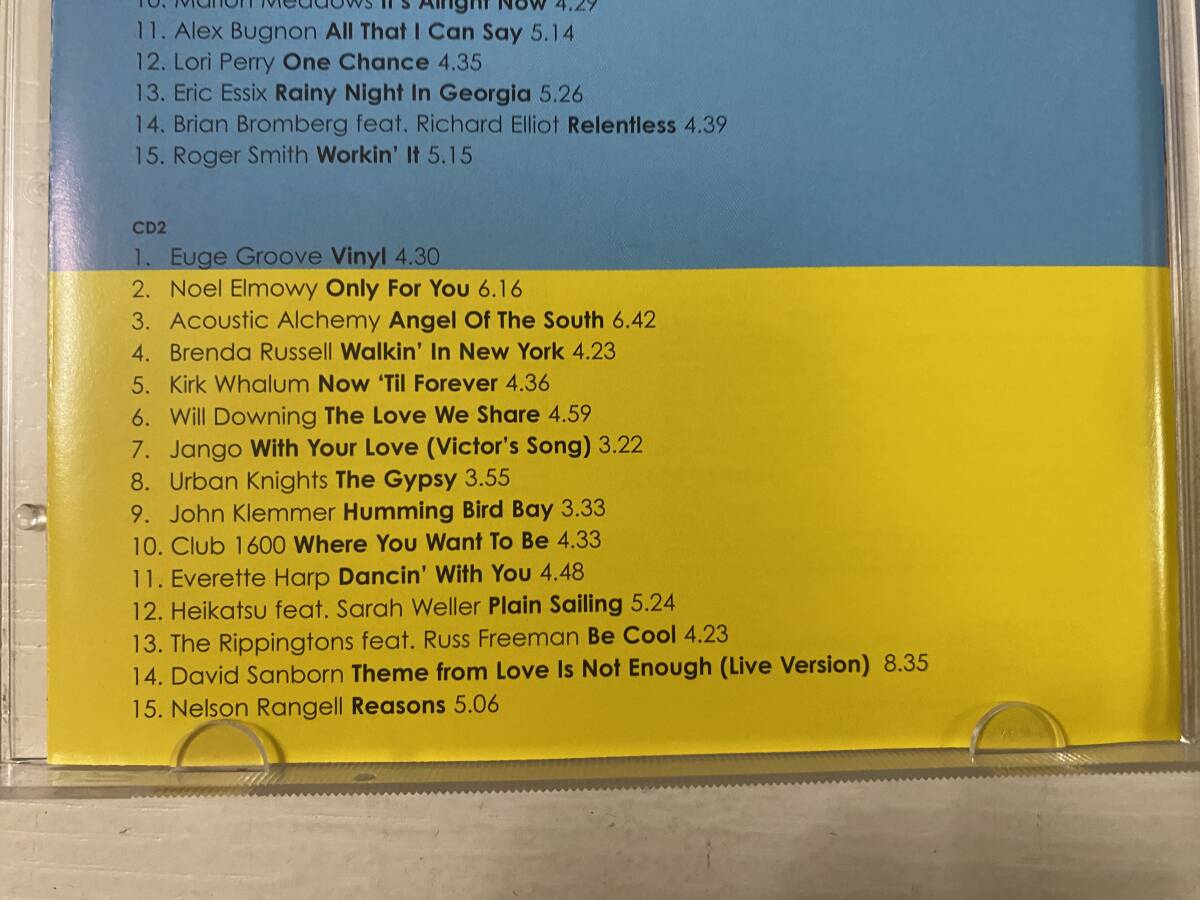 10. Marion Meadows It's Alright Now 4.29
11. Alex Bugnon All That I Can Say 5.14
12. Lori Perry One Chance 4.35
13. Eric Essix Rainy Night In Georgia 5.26
14. Brian Bromberg feat. Richard Elliot Relentless 4.39
15. Roger Smith Workin' It 5.15
CD2
1. Euge Groove Vinyl 4.30
2. Noel Elmowy Only For You 6.16
3. Acoustic Alchemy Angel Of The South 6.42
4. Brenda Russell Walkin' In New York 4.23
5. Kirk Whalum Now 'Til Forever 4.36
6. Will Downing The Love We Share 4.59
7. Jango With Your Love (Victor's Song) 3.22
8. Urban Knights The Gypsy 3.55
9. John Klemmer Humming Bird Bay 3.33
10. Club 1600 Where You Want To Be 4.33
11. Everette Harp Dancin' With You 4.48
12. Heikatsu feat. Sarah Weller Plain Sailing 5.24
13. The Rippingtons feat. Russ Freeman Be Cool 4.23
14. David Sanborn Theme from Love Is Not Enough (Live Version) 8.35
15. Nelson Rangell Reasons 5.06